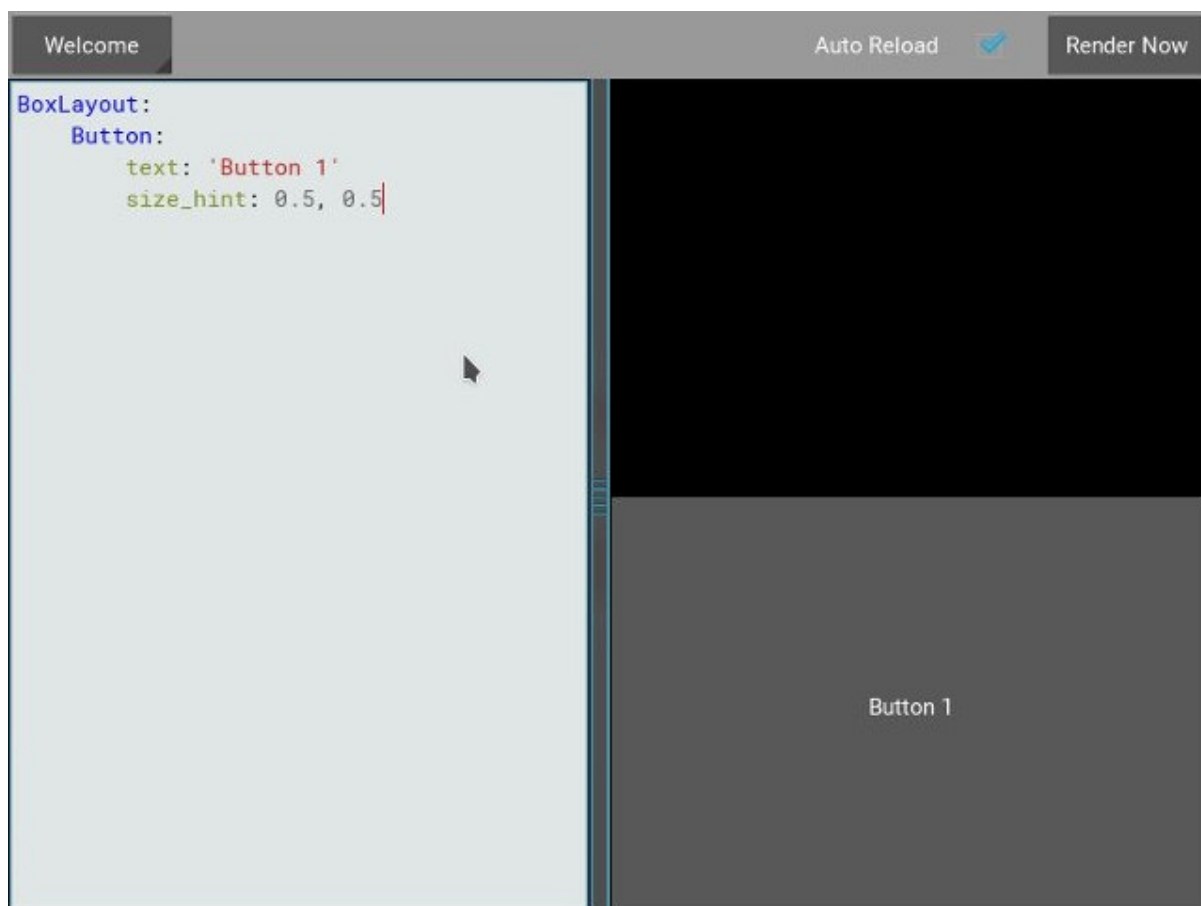 Welcome
Auto Reload
Render Now
BoxLayout:
    Button:
        text: 'Button 1'
        size_hint: 0.5, 0.5
Button 1